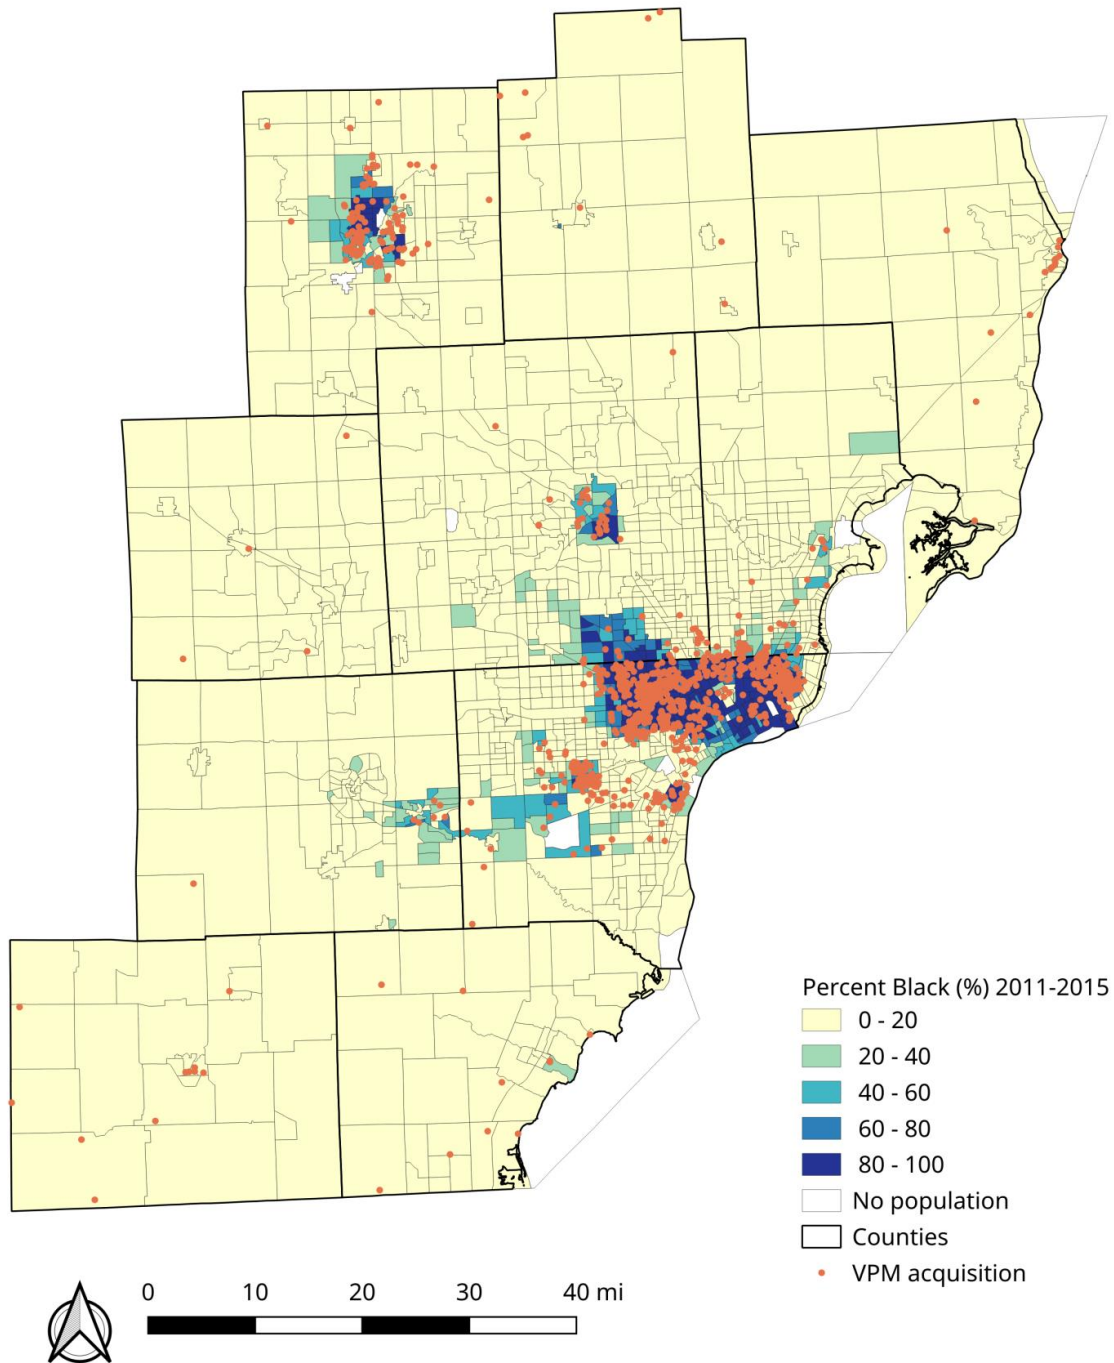 Percent Black (%) 2011-2015
0 - 20
20 - 40
40 - 60
60 - 80
80 - 100
No population
Counties
VPM acquisition
0 10 20 30 40 mi